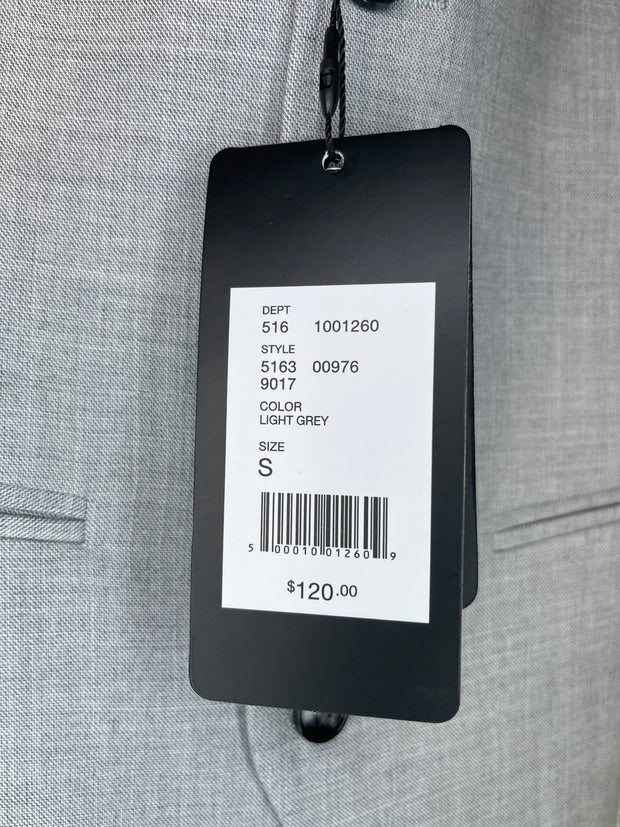 DEPT
516 1001260
STYLE
5163 00976
9017
COLOR
LIGHT GREY
SIZE
S
5 00010 01260 9
$120.00